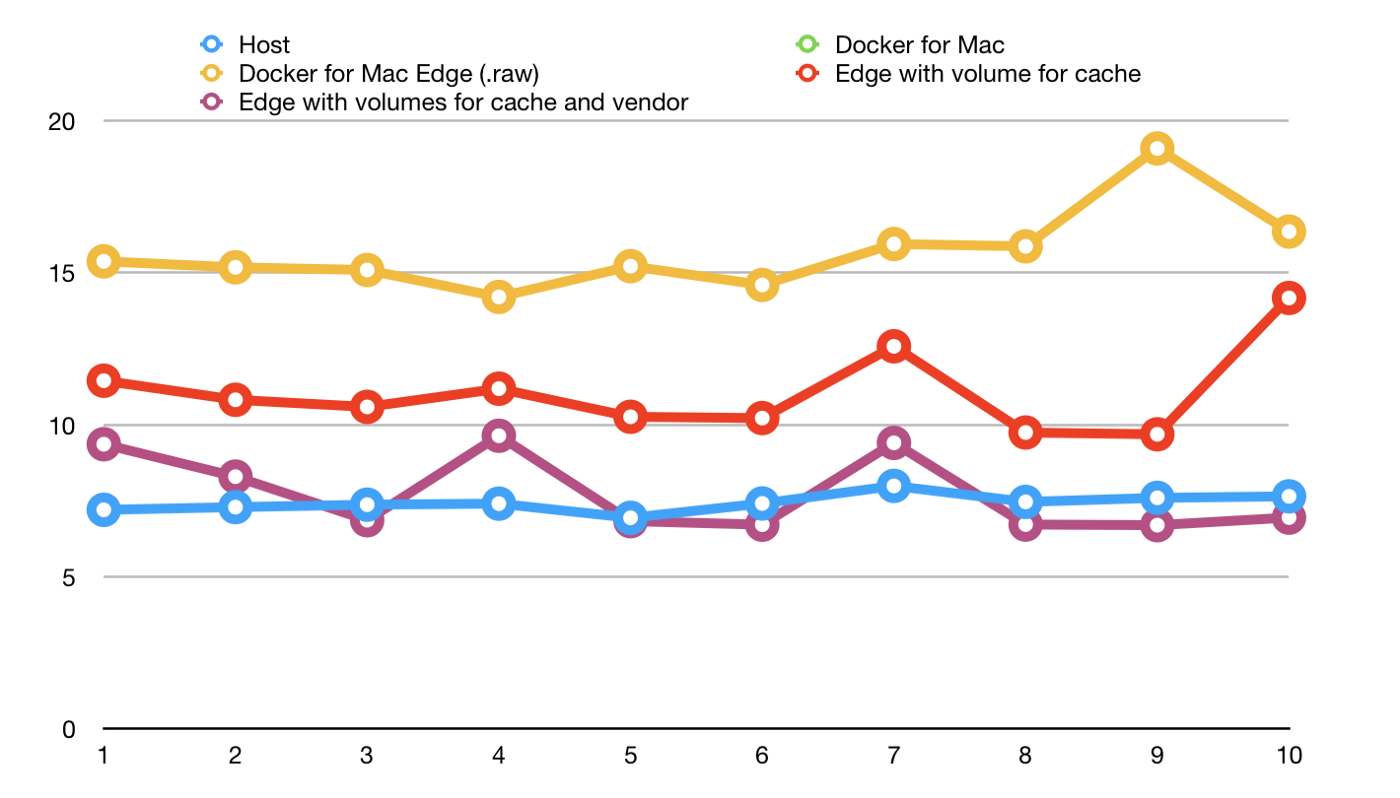 Host
Docker for Mac
Docker for Mac Edge (.raw)
Edge with volume for cache
Edge with volumes for cache and vendor
20
15
10
5
0
1 2 3 4 5 6 7 8 9 10